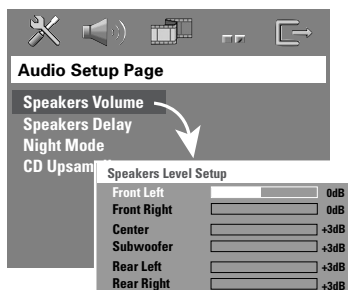 Audio Setup Page
Speakers Volume
Speakers Delay
Night Mode
CD Upsam
Speakers Level Setup
Front Left 0dB
Front Right 0dB
Center +3dB
Subwoofer +3dB
Rear Left +3dB
Rear Right +3dB